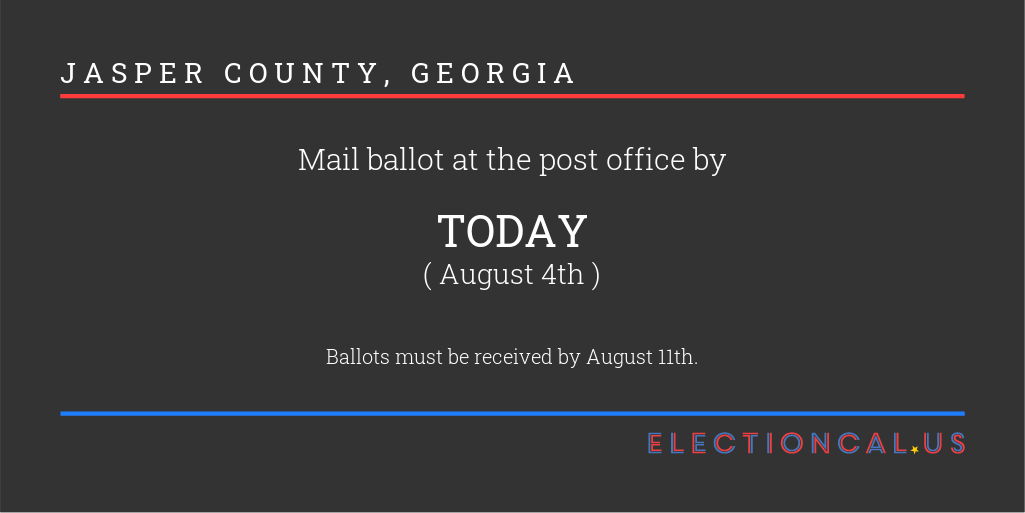 JASPER COUNTY, GEORGIA
Mail ballot at the post office by
TODAY
( August 4th )
Ballots must be received by August 11th.
ELECTIONCAL.US